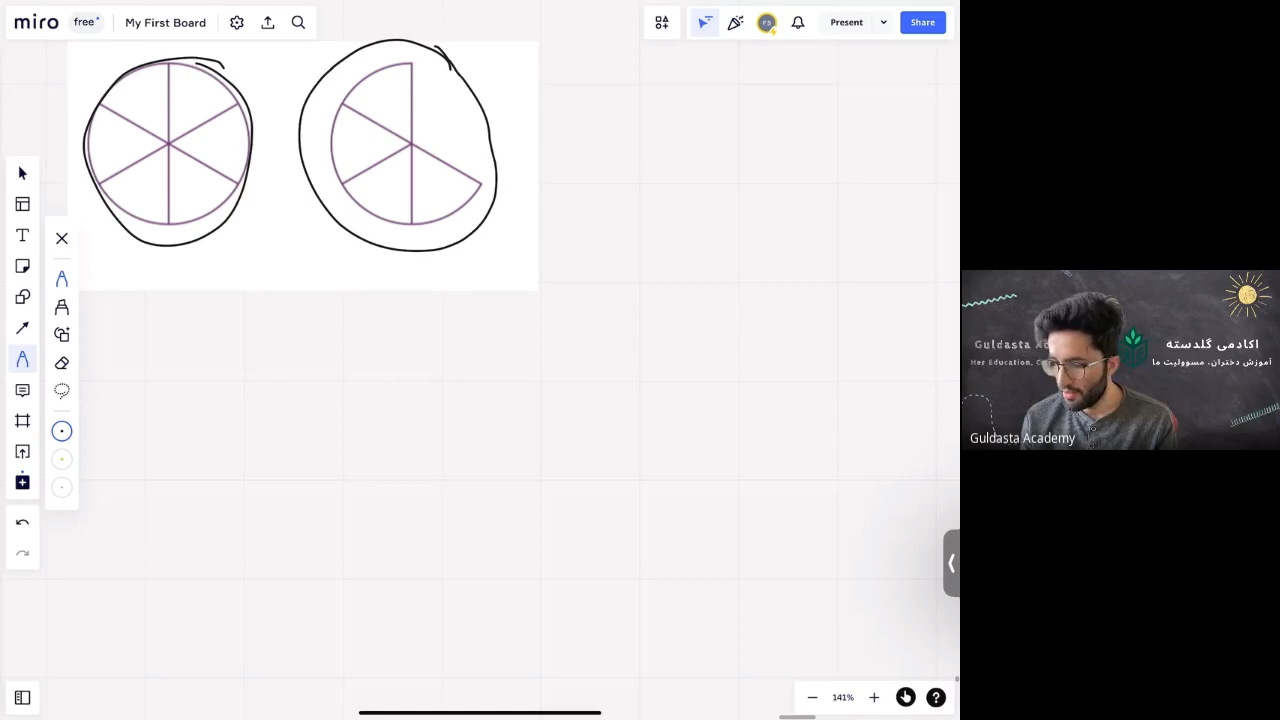 miro free My First Board
Present Share
FS
T
Guldasta Ac
Her Education, O
اکادمی گلدسته
آموزش دختران، مسوولیت ما
Guldasta Academy
141%
?